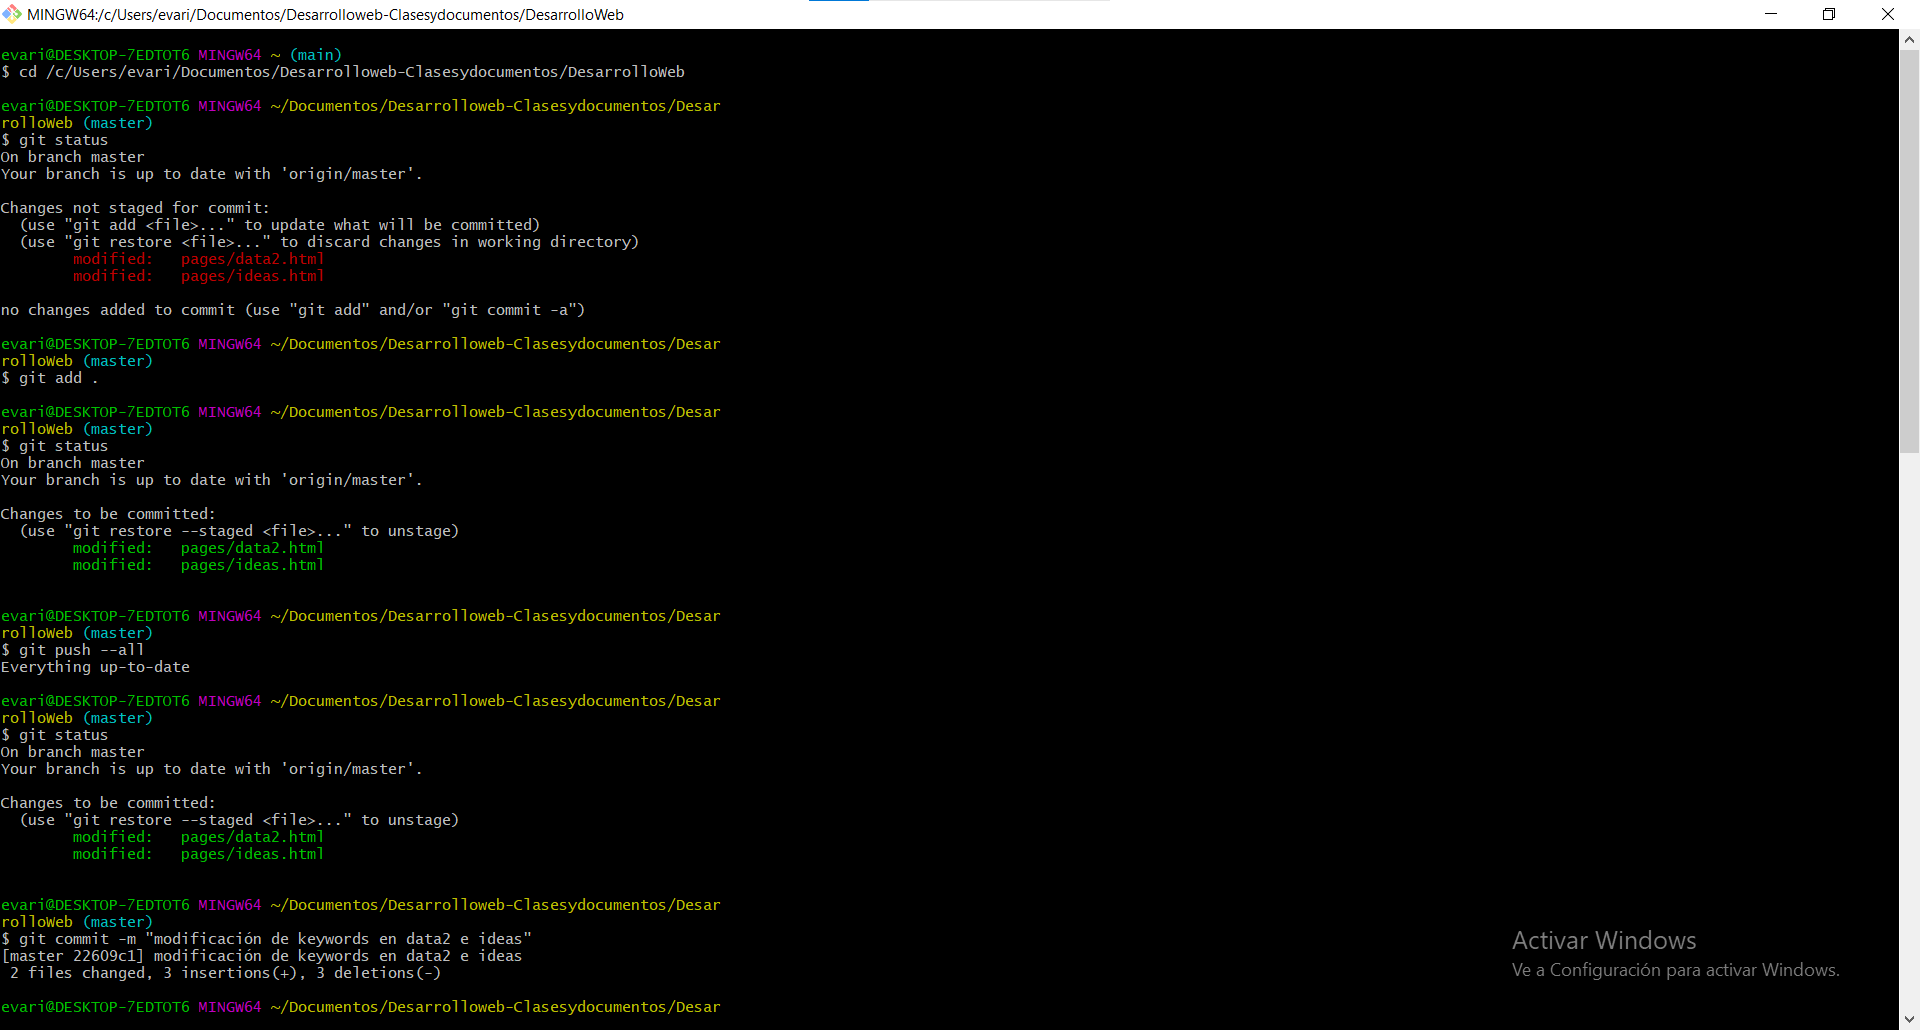 MINGW64:/c/Users/evari/Documentos/Desarrolloweb-Clasesydocumentos/DesarrolloWeb
evari@DESKTOP-7EDTOT6 MINGW64 ~ (main)
$ cd /c/Users/evari/Documentos/Desarrolloweb-Clasesydocumentos/DesarrolloWeb
evari@DESKTOP-7EDTOT6 MINGW64 ~/Documentos/Desarrolloweb-Clasesydocumentos/Desar
rolloWeb (master)
$ git status
On branch master
Your branch is up to date with 'origin/master'.
Changes not staged for commit:
  (use "git add <file>..." to update what will be committed)
  (use "git restore <file>..." to discard changes in working directory)
        modified:   pages/data2.html
        modified:   pages/ideas.html
no changes added to commit (use "git add" and/or "git commit -a")
evari@DESKTOP-7EDTOT6 MINGW64 ~/Documentos/Desarrolloweb-Clasesydocumentos/Desar
rolloWeb (master)
$ git add .
evari@DESKTOP-7EDTOT6 MINGW64 ~/Documentos/Desarrolloweb-Clasesydocumentos/Desar
rolloWeb (master)
$ git status
On branch master
Your branch is up to date with 'origin/master'.
Changes to be committed:
  (use "git restore --staged <file>..." to unstage)
        modified:   pages/data2.html
        modified:   pages/ideas.html
evari@DESKTOP-7EDTOT6 MINGW64 ~/Documentos/Desarrolloweb-Clasesydocumentos/Desar
rolloWeb (master)
$ git push --all
Everything up-to-date
evari@DESKTOP-7EDTOT6 MINGW64 ~/Documentos/Desarrolloweb-Clasesydocumentos/Desar
rolloWeb (master)
$ git status
On branch master
Your branch is up to date with 'origin/master'.
Changes to be committed:
  (use "git restore --staged <file>..." to unstage)
        modified:   pages/data2.html
        modified:   pages/ideas.html
evari@DESKTOP-7EDTOT6 MINGW64 ~/Documentos/Desarrolloweb-Clasesydocumentos/Desar
rolloWeb (master)
$ git commit -m "modificación de keywords en data2 e ideas"
[master 22609c1] modificación de keywords en data2 e ideas
 2 files changed, 3 insertions(+), 3 deletions(-)
evari@DESKTOP-7EDTOT6 MINGW64 ~/Documentos/Desarrolloweb-Clasesydocumentos/Desar
Activar Windows
Ve a Configuración para activar Windows.